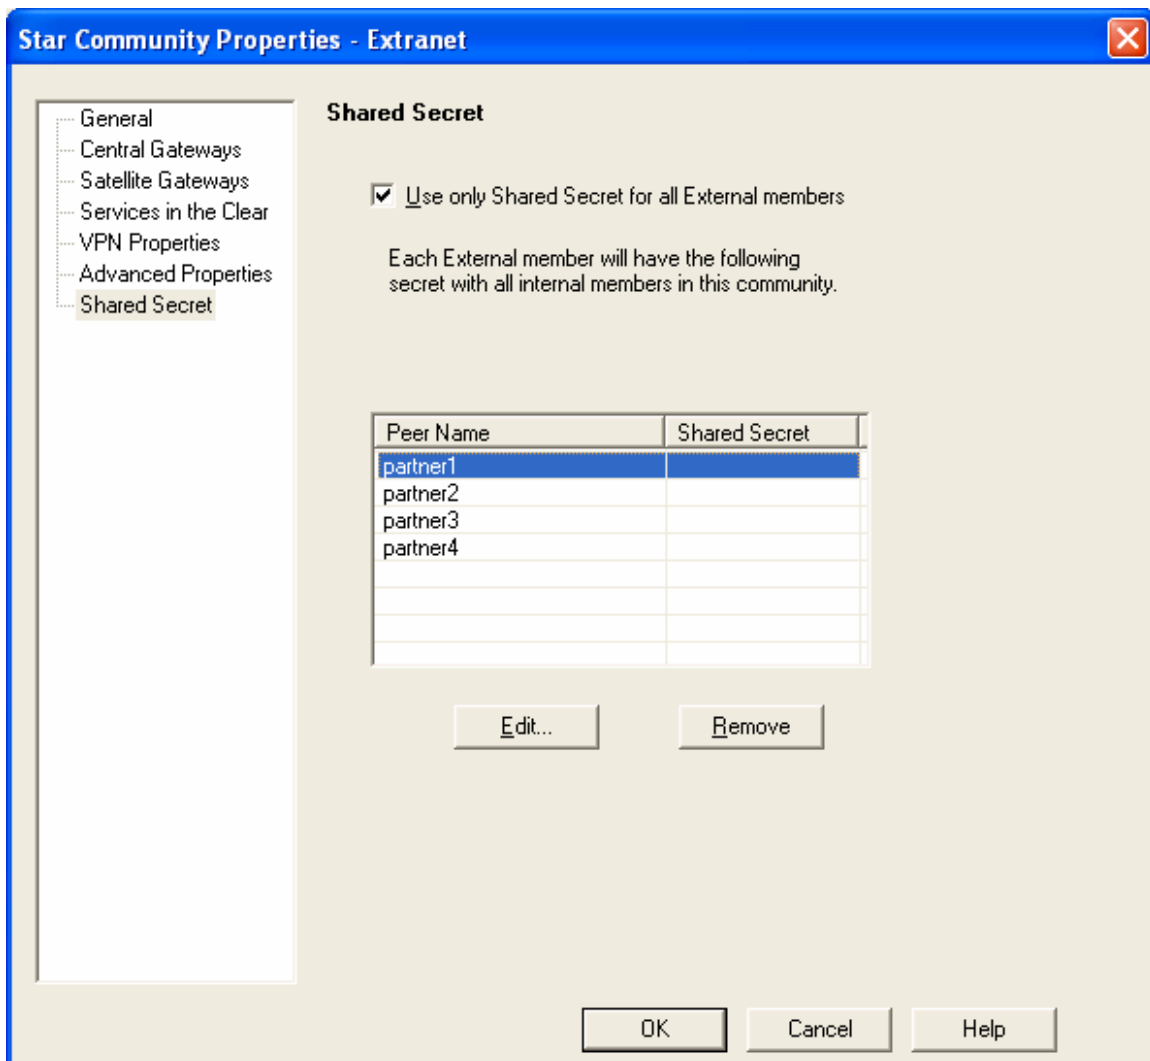 Star Community Properties - Extranet
General
Central Gateways
Satellite Gateways
Services in the Clear
VPN Properties
Advanced Properties
Shared Secret
Shared Secret
Use only Shared Secret for all External members
Each External member will have the following
secret with all internal members in this community.
Peer Name Shared Secret
partner1
partner2
partner3
partner4
Edit... Remove
OK Cancel Help